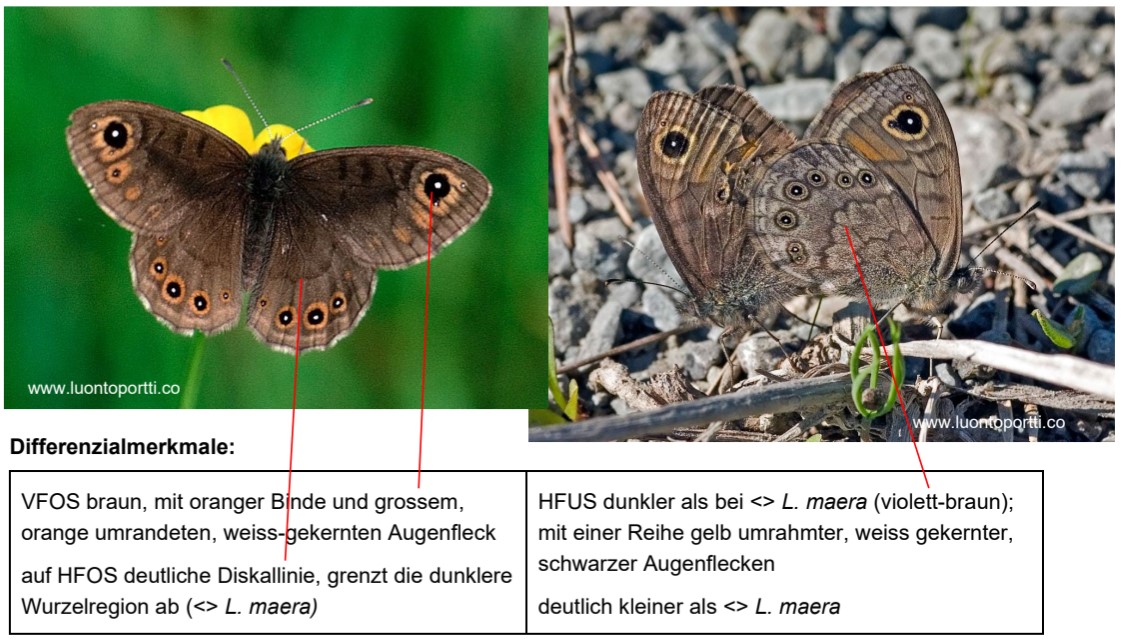 www.luontoportti.co
www.luontoportti.co
Differenzialmerkmale:
VFOS braun, mit oranger Binde und grossem,
orange umrandeten, weiss-gekernten Augenfleck
auf HFOS deutliche Diskallinie, grenzt die dunklere
Wurzelregion ab (<> L. maera)
HFUS dunkler als bei <> L. maera (violett-braun);
mit einer Reihe gelb umrahmter, weiss gekernter,
schwarzer Augenflecken
deutlich kleiner als <> L. maera